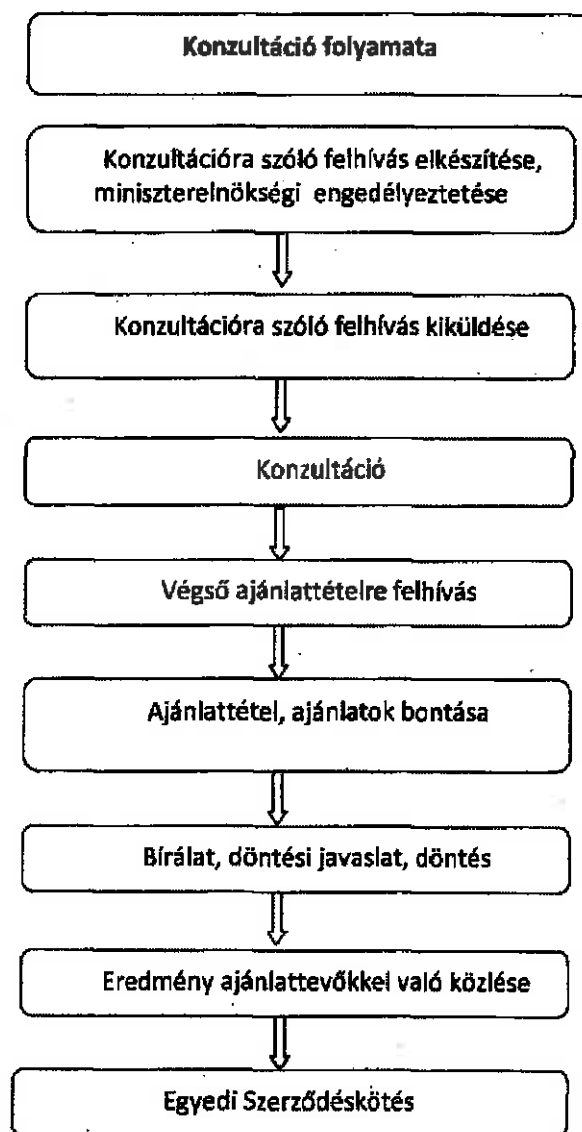 Konzultáció folyamata
Konzultációra szóló felhívás elkészítése,
miniszterelnökségi engedélyeztetése
Konzultációra szóló felhívás kiküldése
Konzultáció
Végső ajánlattételre felhívás
Ajánlattétel, ajánlatok bontása
Bírálat, döntési javaslat, döntés
Eredmény ajánlattevőkkel való közlése
Egyedi Szerződéskötés